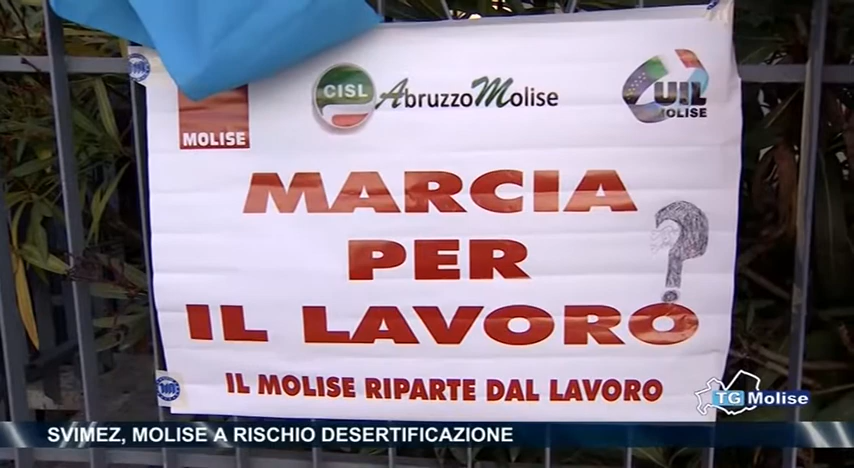 MOLISE
CISL
AbruzzoMolise
UIL
MOLISE
MARCIA
PER
IL LAVORO ?
IL MOLISE RIPARTE DAL LAVORO
TG Molise
SVIMEZ, MOLISE A RISCHIO DESERTIFICAZIONE